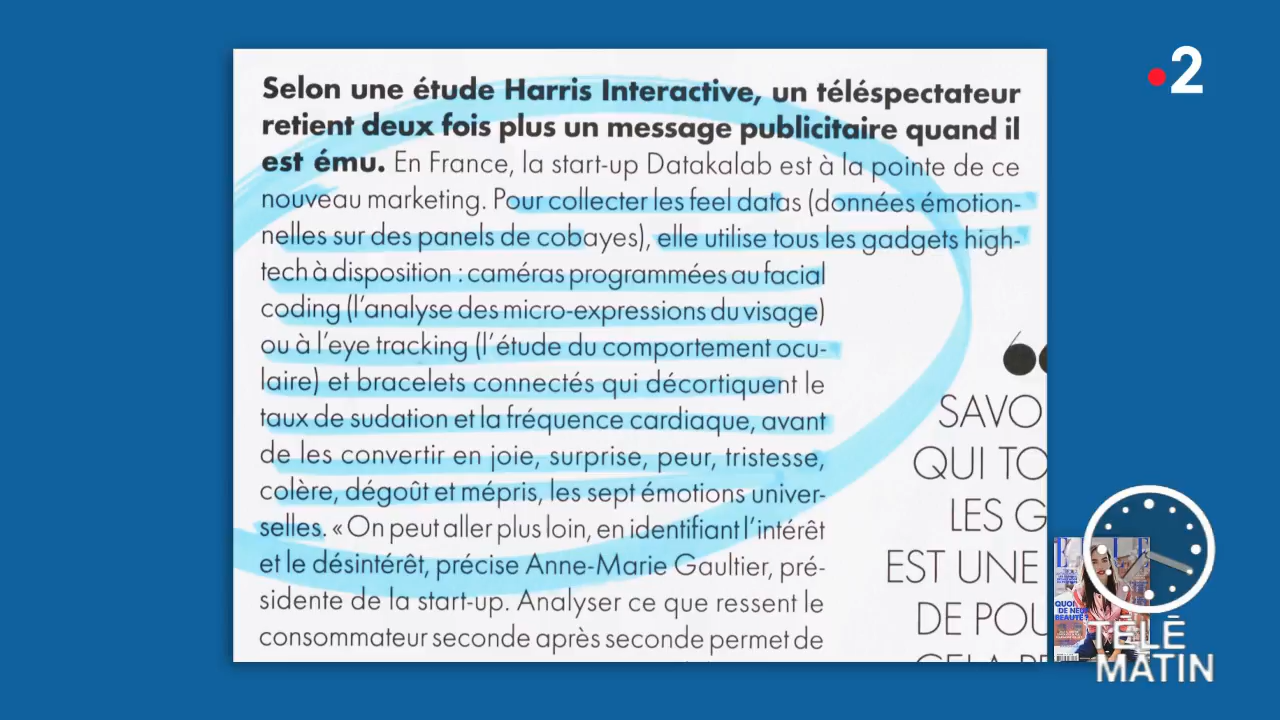 Selon une étude Harris Interactive, un téléspectateur
retient deux fois plus un message publicitaire quand il
est ému. En France, la start-up Datakalab est à la pointe de ce
nouveau marketing. Pour collecter les feel datas (données émotion-
nelles sur des panels de cobayes), elle utilise tous les gadgets high-
tech à disposition : caméras programmées au facial
coding (l'analyse des micro-expressions du visage)
ou à l'eye tracking (l'étude du comportement ocu-
laire) et bracelets connectés qui décortiquent le
taux de sudation et la fréquence cardiaque, avant
de les convertir en joie, surprise, peur, tristesse,
colère, dégoût et mépris, les sept émotions univer-
selles. « On peut aller plus loin, en identifiant l'intérêt
et le désintérêt, précise Anne-Marie Gaultier, pré-
sidente de la start-up. Analyser ce que ressent le
consommateur seconde après seconde permet de
SAVO
QUI TO
LES G
EST UNE
DE POU
2
QUOI
DE NEUF
BEAUTÉ ?
TÉLÉ
MATIN